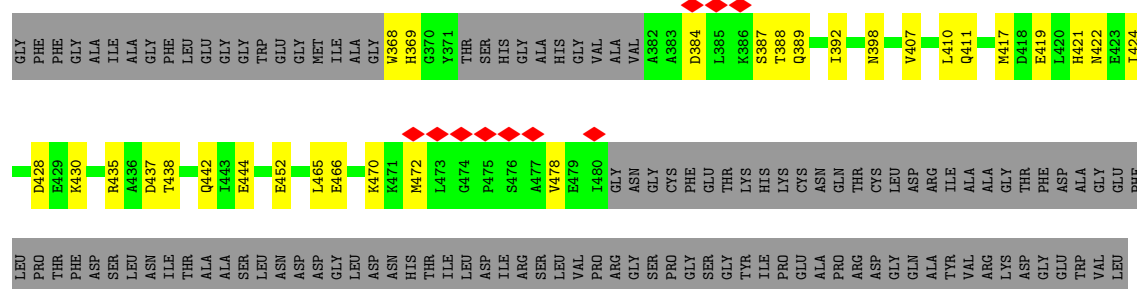 GLY PHE PHE GLY ALA ILE ALA GLY PHE LEU GLU GLY GLY TRP GLU GLY MET ILE ALA GLY W368 H369 G370 Y371 THR SER HIS GLY ALA HIS GLY VAL ALA VAL A382 A383 D384 L385 K386 S387 T388 Q389 I392 N398 V407 L410 Q411 M417 D418 E419 L420 H421 N422 E423 I424
D428 E429 K430 R435 A436 D437 T438 Q442 I443 E444 E452 L465 E466 K470 K471 M472 L473 G474 P475 S476 A477 V478 E479 I480 GLY ASN GLY CYS PHE GLU THR LYS HIS LYS CYS ASN GLN THR CYS LEU ASP ARG ILE ALA ALA GLY THR PHE ASP ALA GLY GLU PHE
LEU PRO THR PHE ASP SER LEU ASN ILE THR ALA ALA SER LEU ASN ASP ASP GLY LEU ASP ASN HIS THR ILE LEU ASP ILE ARG SER LEU VAL PRO ARG GLY SER PRO GLY SER GLY TYR ILE PRO GLU ALA PRO ARG ASP GLY GLN ALA TYR VAL ARG LYS ASP GLY GLU TRP VAL LEU